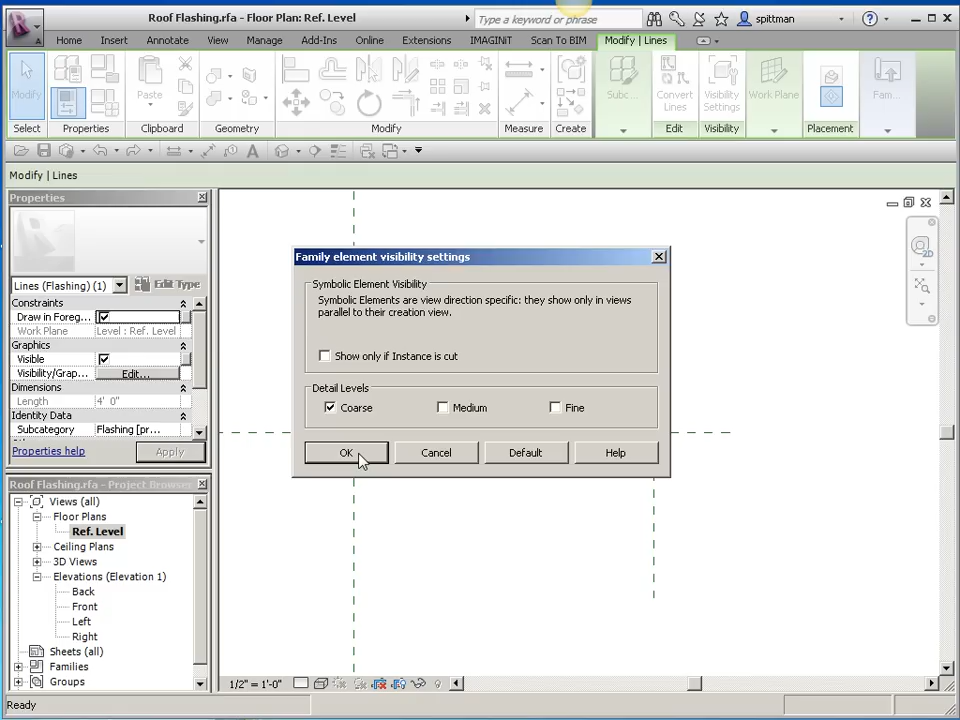 Roof Flashing.rfa - Floor Plan: Ref. Level
Type a keyword or phrase
spittman
Home Insert Annotate View Manage Add-Ins Online Extensions IMAGINiT Scan To BIM Modify | Lines
Modify
Paste
Subc...
Convert Lines
Visibility Settings
Work Plane
Fam...
Select Properties Clipboard Geometry Modify Measure Create Edit Visibility Placement
Modify | Lines
Properties
Lines (Flashing) (1) Edit Type
Constraints
Draw in Foreg...
Work Plane Level : Ref. Level
Graphics
Visible
Visibility/Grap... Edit...
Dimensions
Length 4' 0"
Identity Data
Subcategory Flashing [pr...
Properties help Apply
Roof Flashing.rfa - Project Browser
Views (all)
Floor Plans
Ref. Level
Ceiling Plans
3D Views
Elevations (Elevation 1)
Back
Front
Left
Right
Sheets (all)
Families
Groups
Family element visibility settings
Symbolic Element Visibility
Symbolic Elements are view direction specific: they show only in views
parallel to their creation view.
Show only if Instance is cut
Detail Levels
Coarse Medium Fine
OK Cancel Default Help
2D
1/2" = 1'-0"
Ready